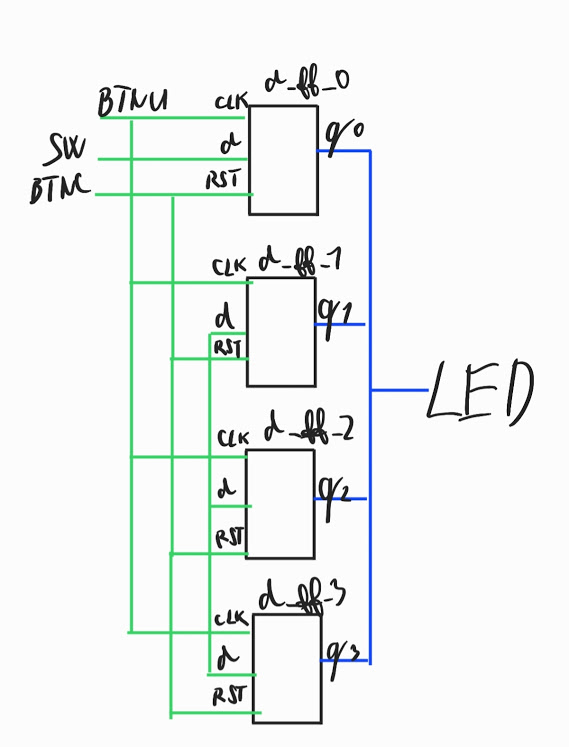 d_ff_0
BTNU CLK
SW d q0
BTNC RST
CLK d_ff_1
d q1
RST
LED
CLK d_ff_2
d q2
RST
CLK d_ff_3
d q3
RST